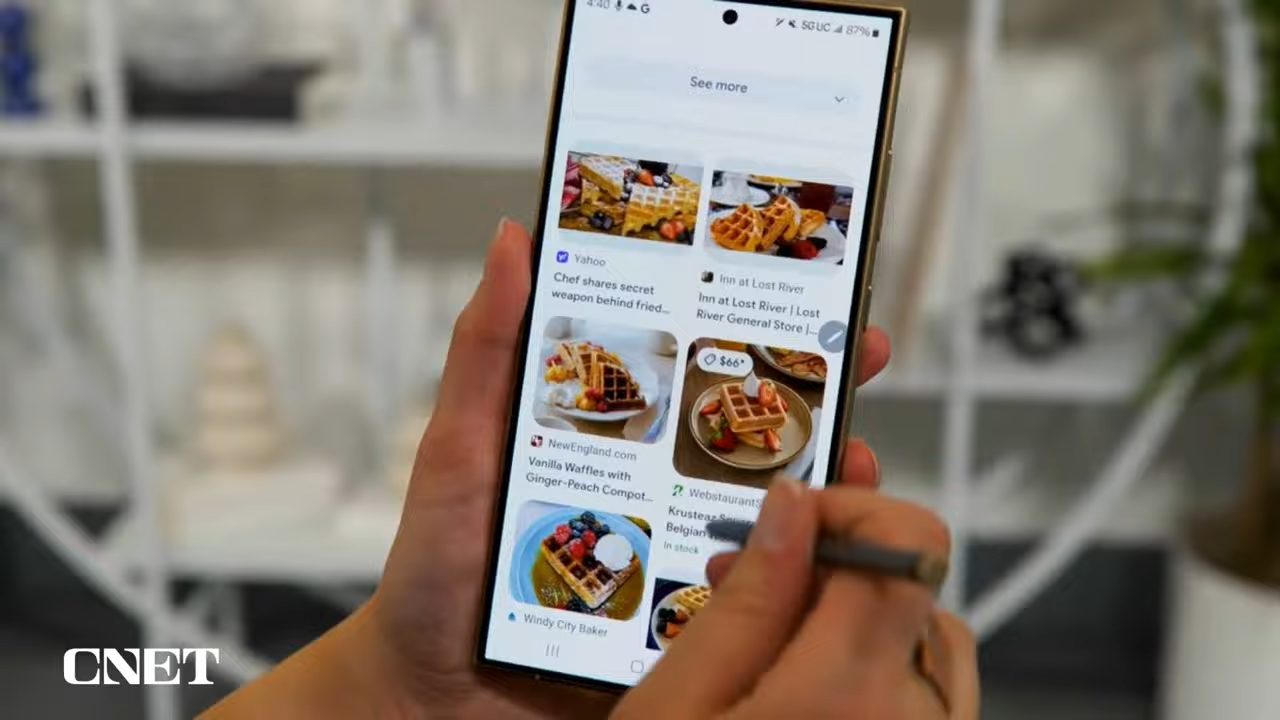 4:40 G
5G UC 87%
See more
Yahoo
Chef shares secret
weapon behind fried...
Inn at Lost River
Inn at Lost River | Lost
River General Store |...
NewEngland.com
Vanilla Waffles with
Ginger-Peach Compot...
$66*
Krusteaz
Belgian
In stock
Windy City Baker
CNET